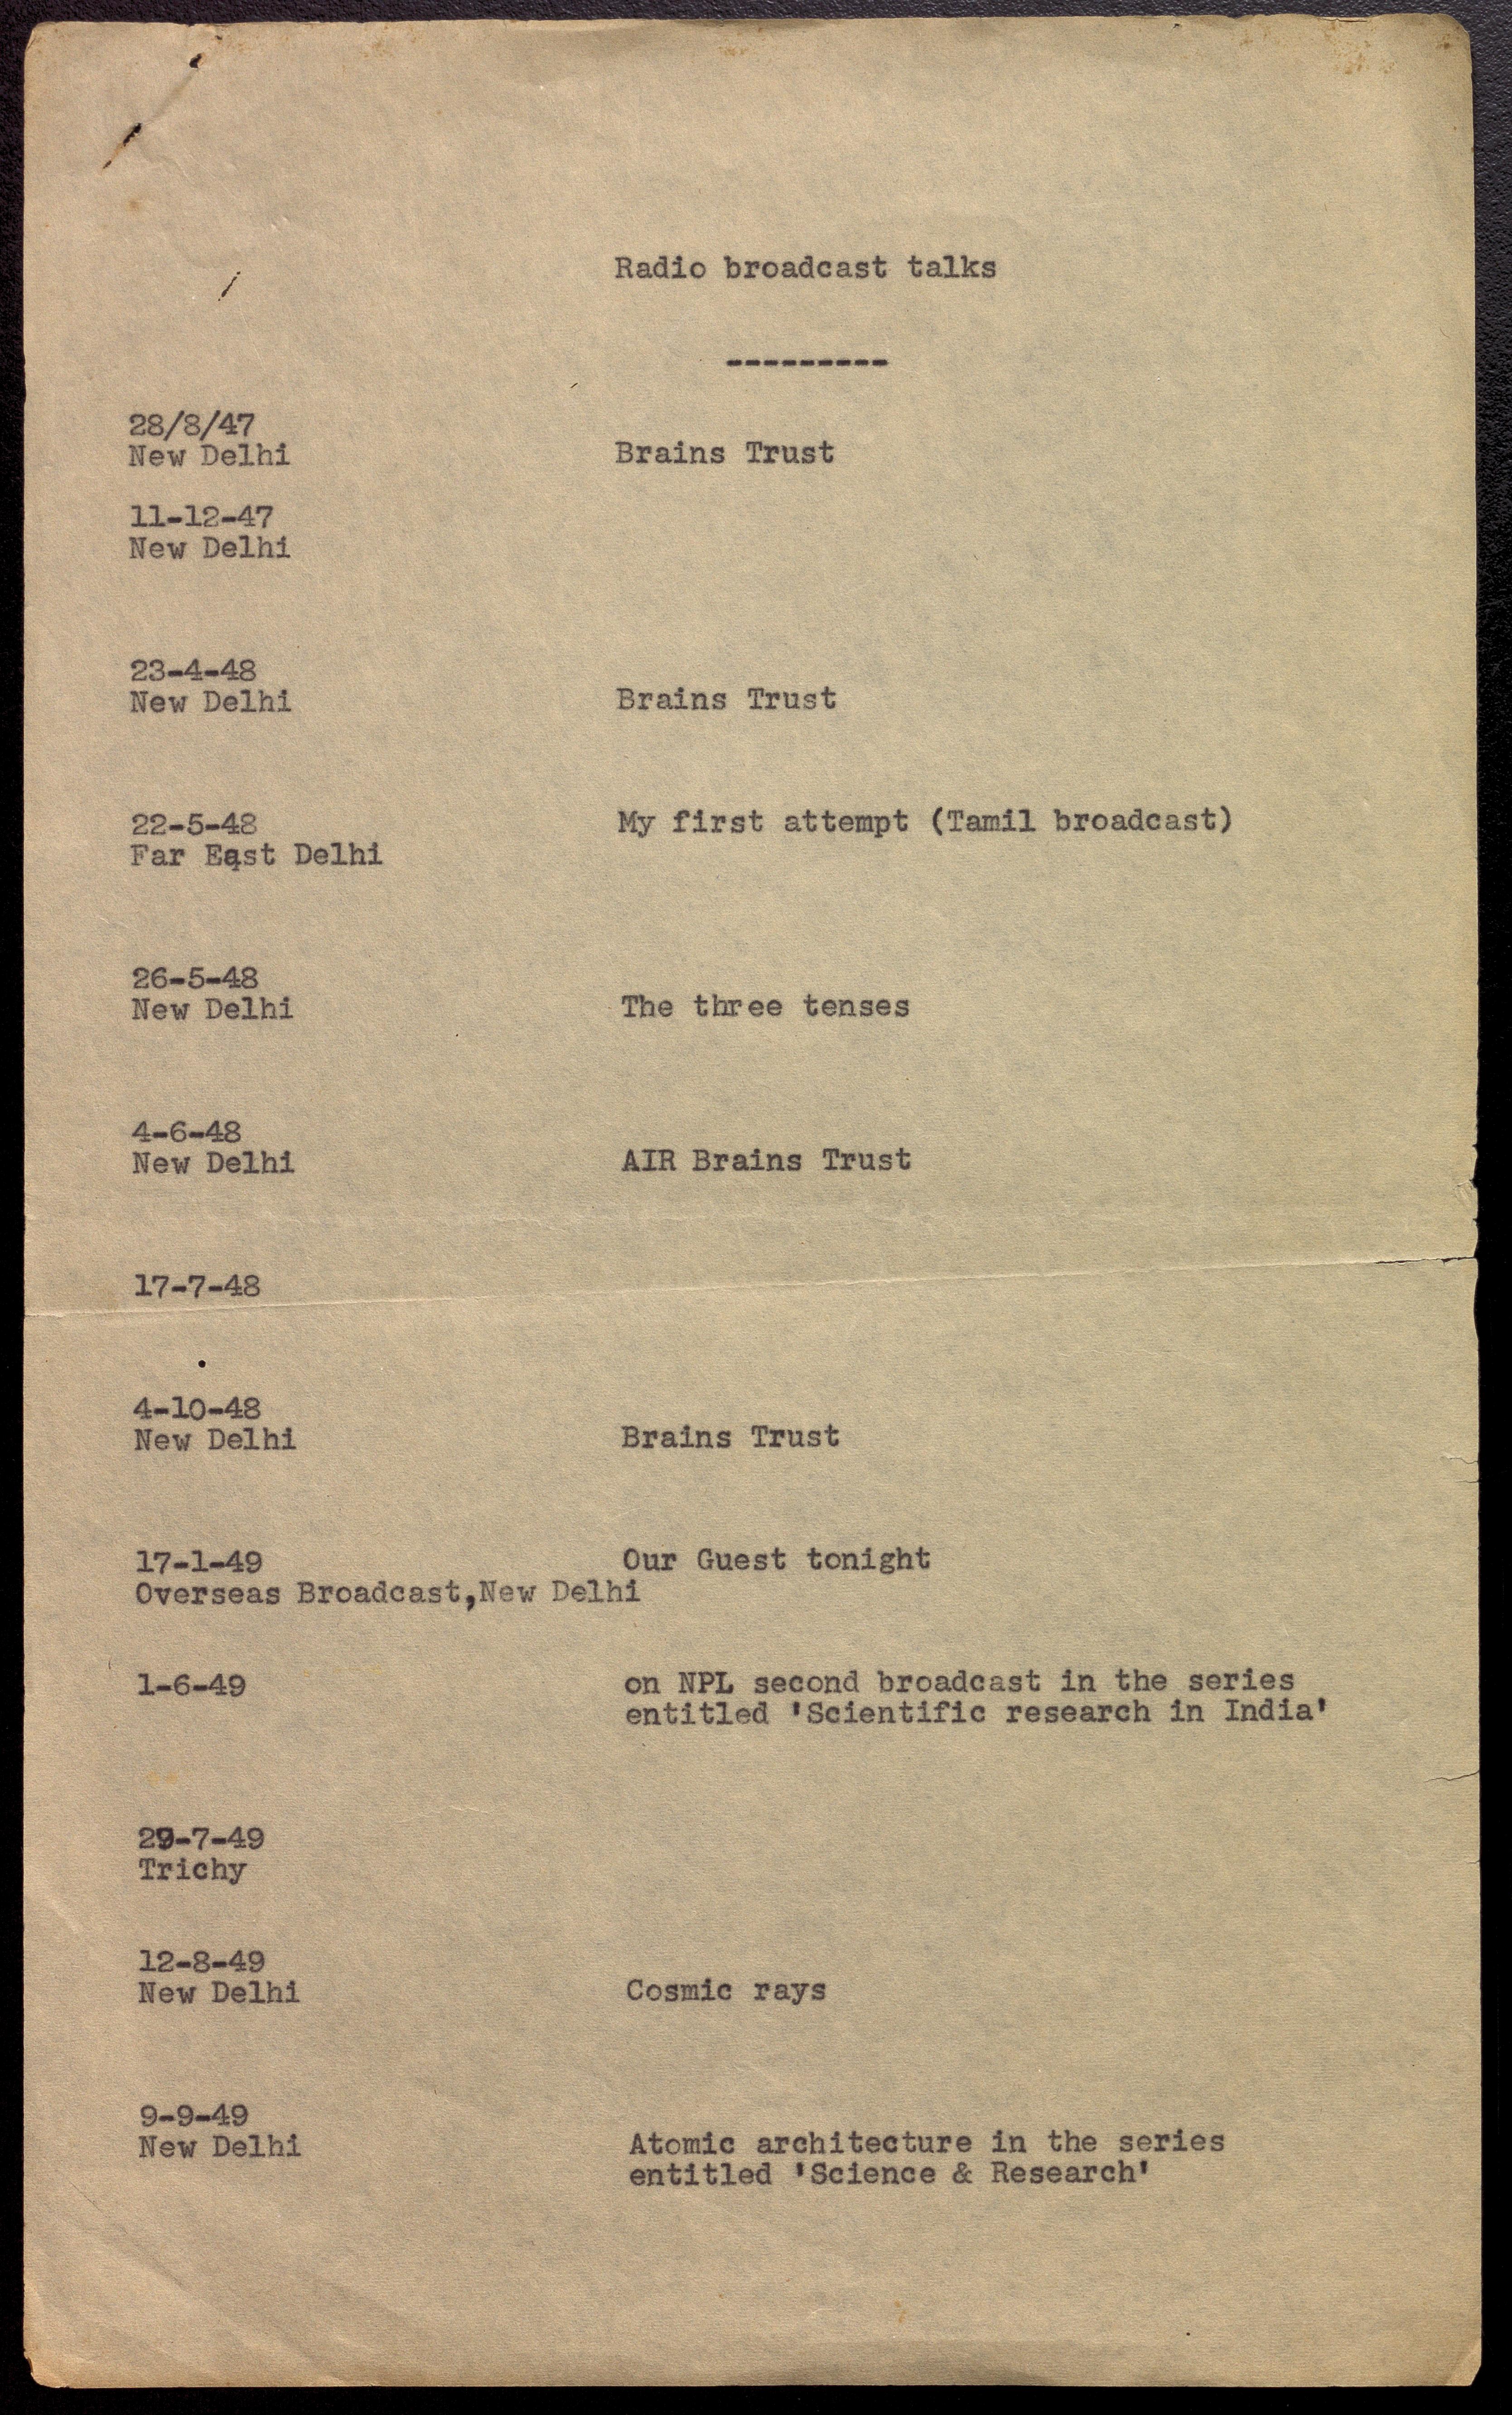 Radio broadcast talks
---------
28/8/47
New Delhi Brains Trust
11-12-47
New Delhi
23-4-48
New Delhi Brains Trust
22-5-48 My first attempt (Tamil broadcast)
Far East Delhi
26-5-48
New Delhi The three tenses
4-6-48
New Delhi AIR Brains Trust
17-7-48
4-10-48
New Delhi Brains Trust
17-1-49 Our Guest tonight
Overseas Broadcast,New Delhi
1-6-49 on NPL second broadcast in the series
entitled 'Scientific research in India'
29-7-49
Trichy
12-8-49
New Delhi Cosmic rays
9-9-49
New Delhi Atomic architecture in the series
entitled 'Science & Research'